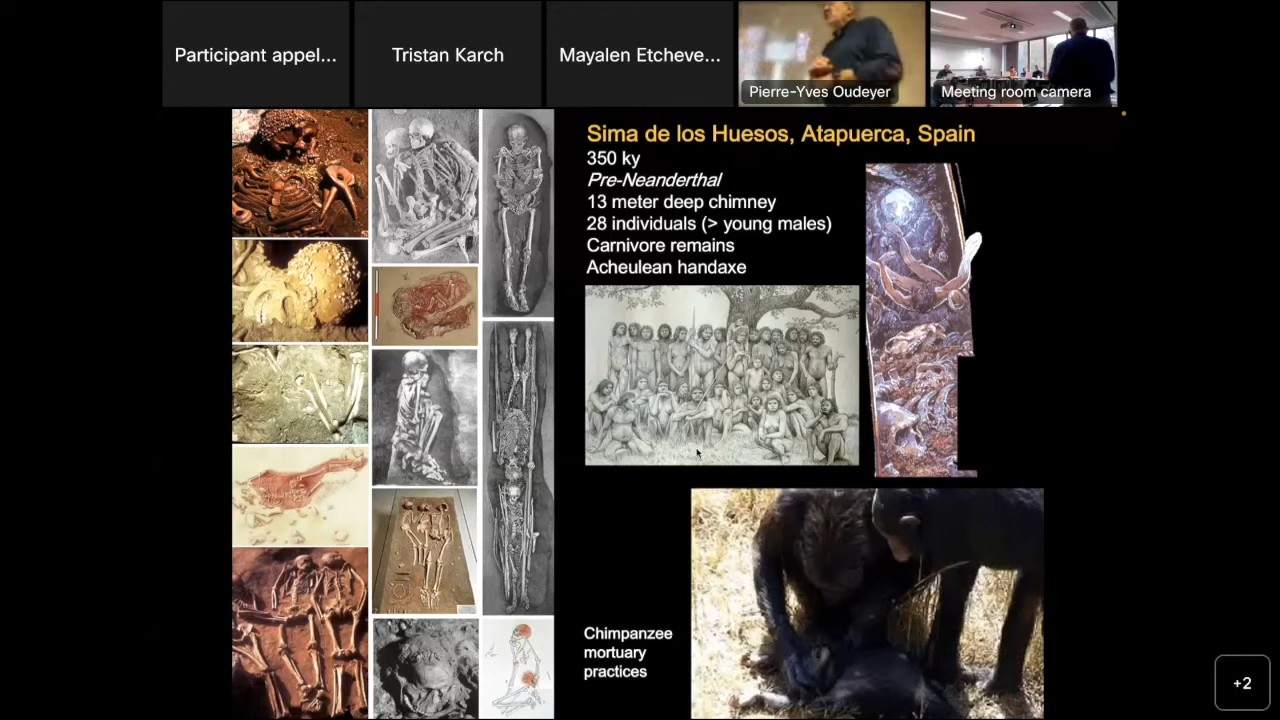 Participant appel...
Tristan Karch
Mayalen Etcheve...
Pierre-Yves Oudeyer
Meeting room camera
Sima de los Huesos, Atapuerca, Spain
350 ky
Pre-Neanderthal
13 meter deep chimney
28 individuals (> young males)
Carnivore remains
Acheulean handaxe
Chimpanzee
mortuary
practices
+2